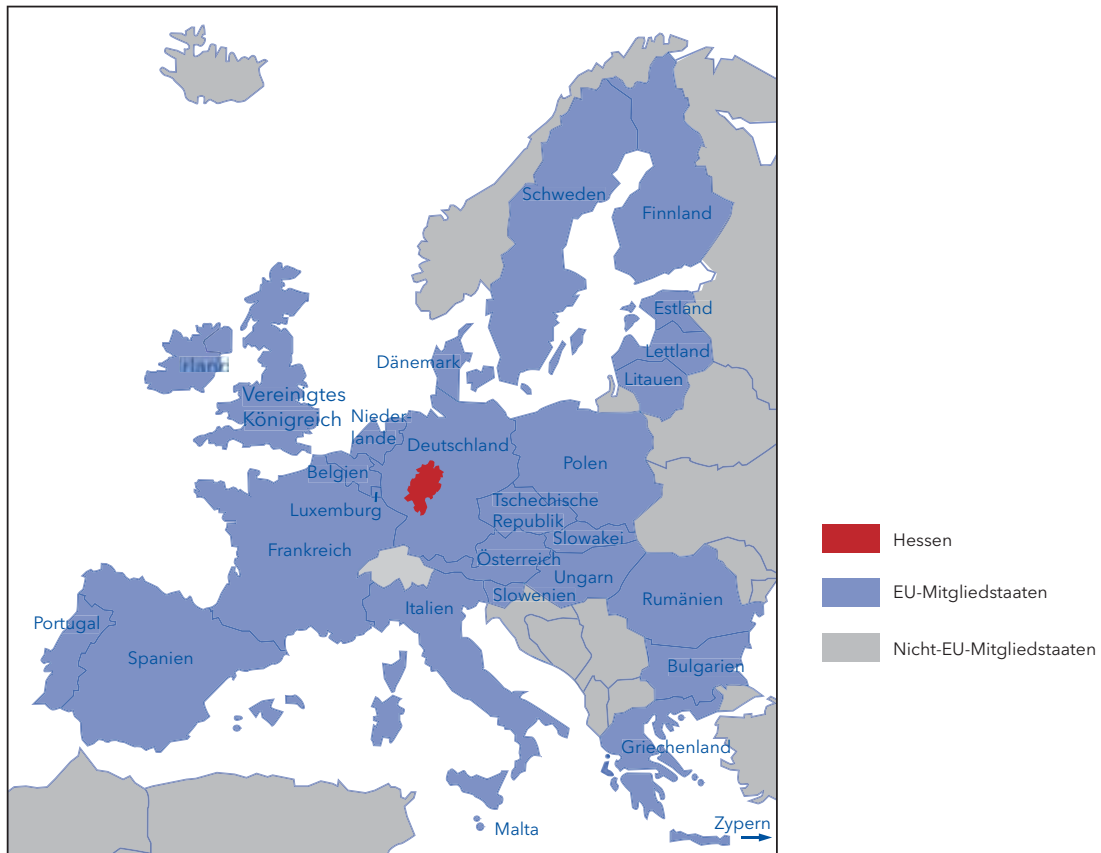 Schweden
Finnland
Estland
Lettland
Litauen
Dänemark
Irland
Vereinigtes
Königreich
Nieder-
lande
Deutschland
Belgien
Polen
Luxemburg
Tschechische
Republik
Slowakei
Frankreich
Österreich
Ungarn
Slowenien
Italien
Rumänien
Portugal
Spanien
Bulgarien
Griechenland
Malta
Zypern
Hessen
EU-Mitgliedstaaten
Nicht-EU-Mitgliedstaaten